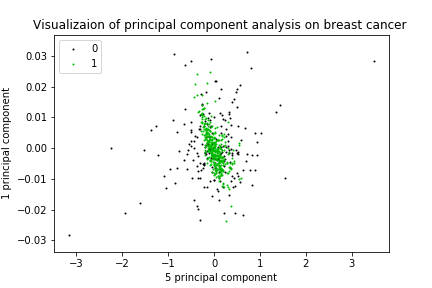 Visualizaion of principal component analysis on breast cancer
0
1
0.03
0.02
0.01
0.00
−0.01
−0.02
−0.03
1 principal component
−3 −2 −1 0 1 2 3
5 principal component